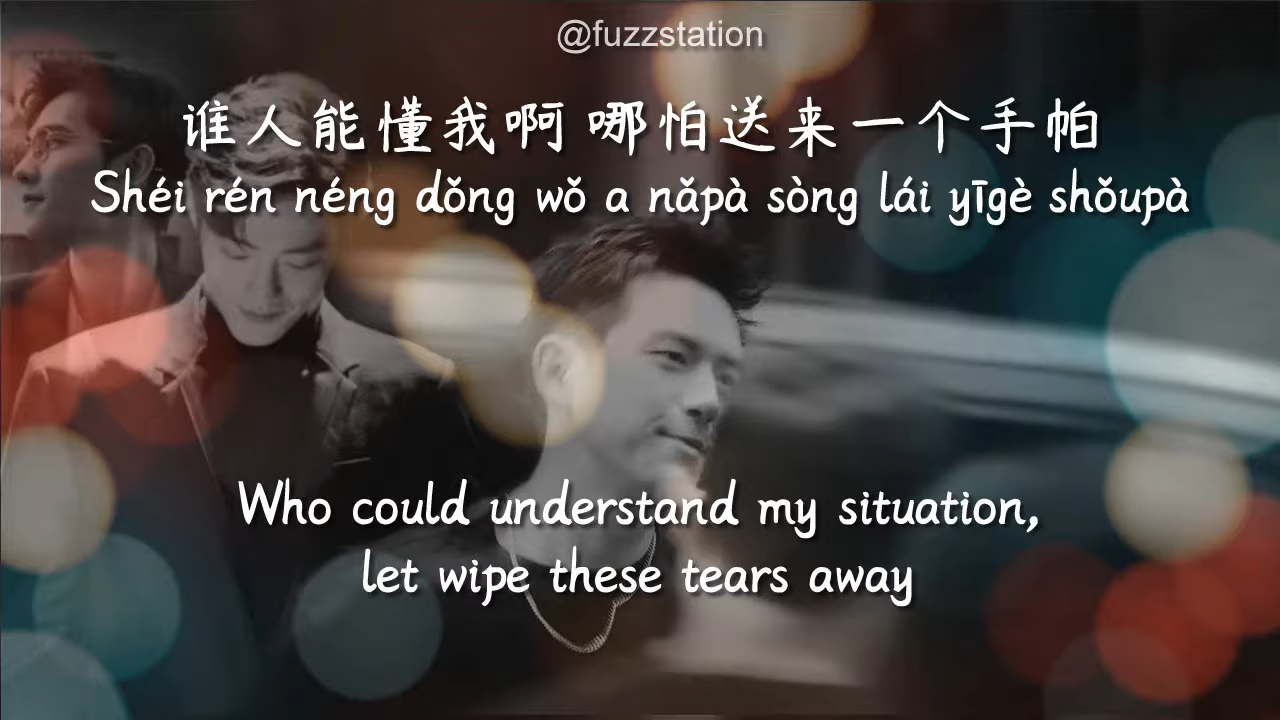 @fuzzstation
谁人能懂我啊 哪怕送来一个手帕
Shéi rén néng dǒng wǒ a nǎpà sòng lái yīgè shǒupà
Who could understand my situation,
let wipe these tears away